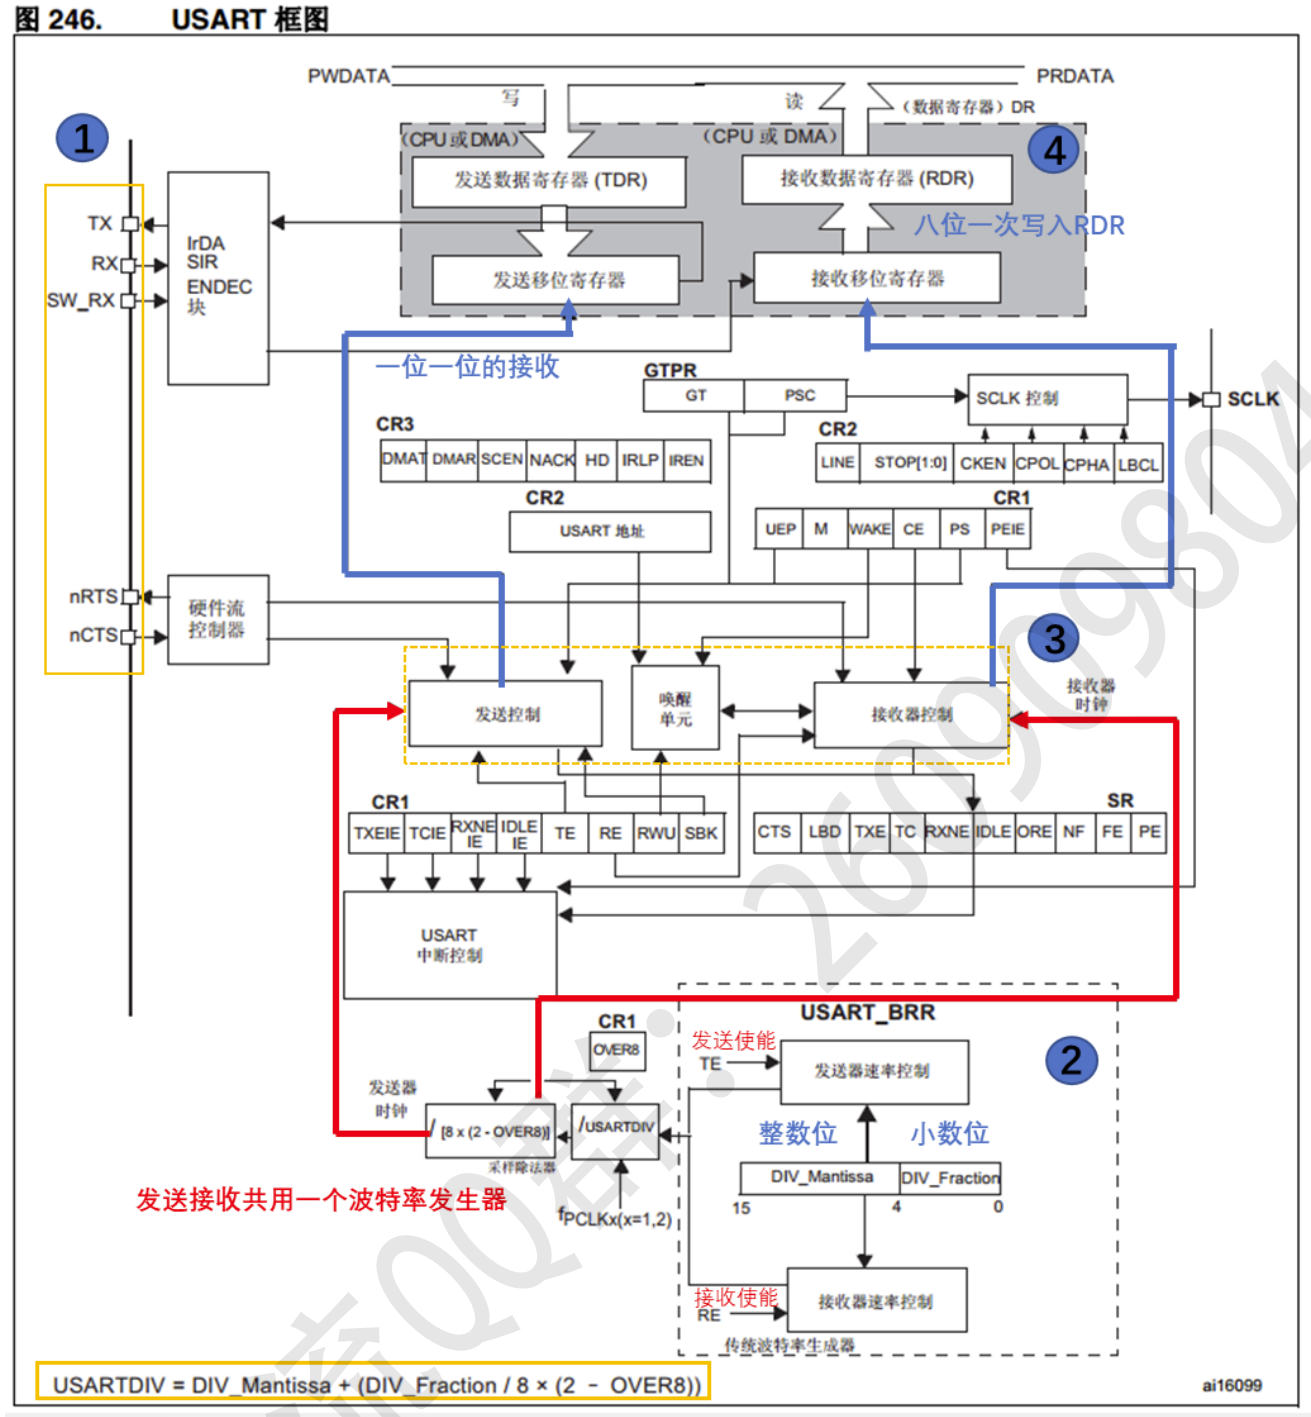 图 246. USART 框图
PWDATA
PRDATA
写
读
(数据寄存器) DR
(CPU 或 DMA)
(CPU 或 DMA)
1
4
发送数据寄存器 (TDR)
接收数据寄存器 (RDR)
八位一次写入RDR
TX
RX
SW_RX
IrDA
SIR
ENDEC
块
发送移位寄存器
接收移位寄存器
一位一位的接收
GTPR
GT
PSC
SCLK 控制
SCLK
CR3
DMAT DMAR SCEN NACK HD IRLP IREN
CR2
LINE STOP[1:0] CKEN CPOL CPHA LBCL
CR2
USART 地址
CR1
UEP M WAKE CE PS PEIE
nRTS
nCTS
硬件流
控制器
3
发送控制
唤醒
单元
接收器控制
接收器
时钟
CR1
TXEIE TCIE RXNE IE IDLE IE TE RE RWU SBK
SR
CTS LBD TXE TC RXNE IDLE ORE NF FE PE
USART
中断控制
USART_BRR
CR1
OVER8
发送使能
TE
发送器速率控制
2
发送器
时钟
/ [8 x (2 - OVER8)]
/USARTDIV
采样除法器
整数位
小数位
DIV_Mantissa DIV_Fraction
15 4 0
发送接收共用一个波特率发生器
fPCLKx(x=1,2)
接收使能
RE
接收器速率控制
传统波特率生成器
USARTDIV = DIV_Mantissa + (DIV_Fraction / 8 × (2 - OVER8))
ai16099
流QQ群：260909804